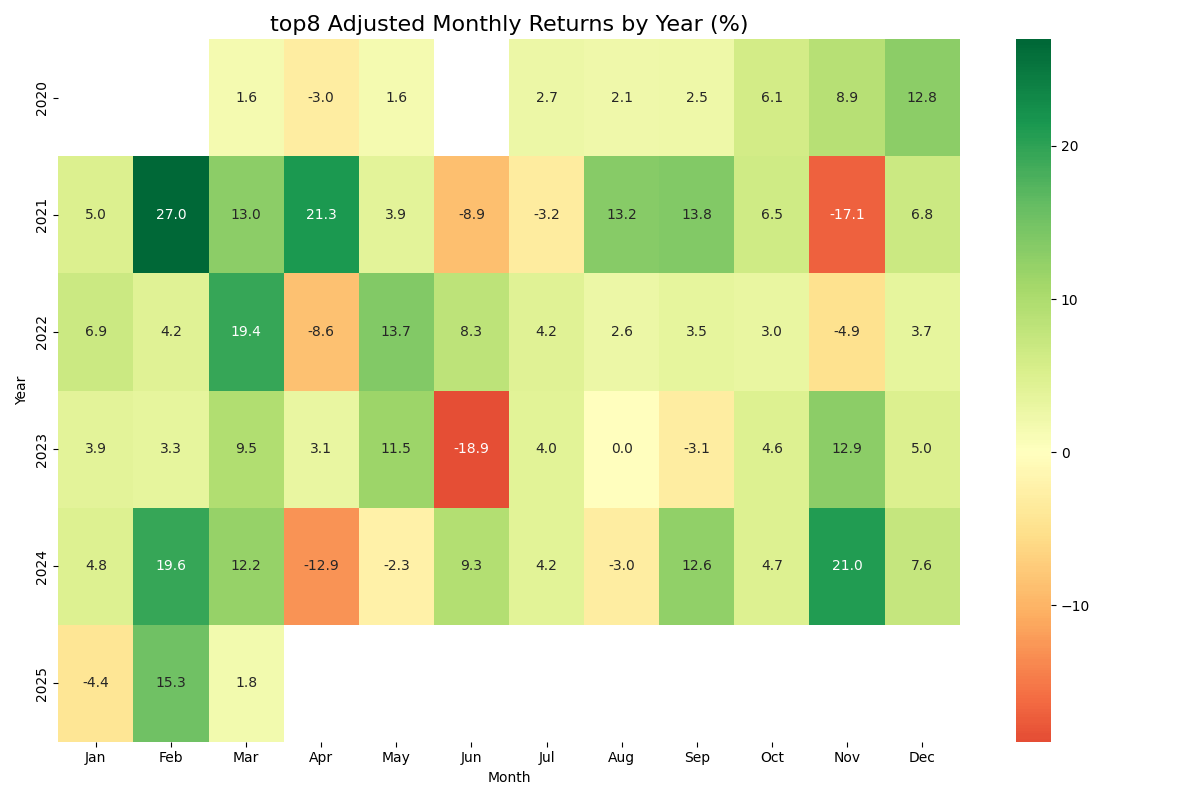 top8 Adjusted Monthly Returns by Year (%)
2020 1.6 -3.0 1.6 2.7 2.1 2.5 6.1 8.9 12.8
2021 5.0 27.0 13.0 21.3 3.9 -8.9 -3.2 13.2 13.8 6.5 -17.1 6.8
2022 6.9 4.2 19.4 -8.6 13.7 8.3 4.2 2.6 3.5 3.0 -4.9 3.7
2023 3.9 3.3 9.5 3.1 11.5 -18.9 4.0 0.0 -3.1 4.6 12.9 5.0
2024 4.8 19.6 12.2 -12.9 -2.3 9.3 4.2 -3.0 12.6 4.7 21.0 7.6
2025 -4.4 15.3 1.8
Year
Jan Feb Mar Apr May Jun Jul Aug Sep Oct Nov Dec
Month
20
10
0
−10